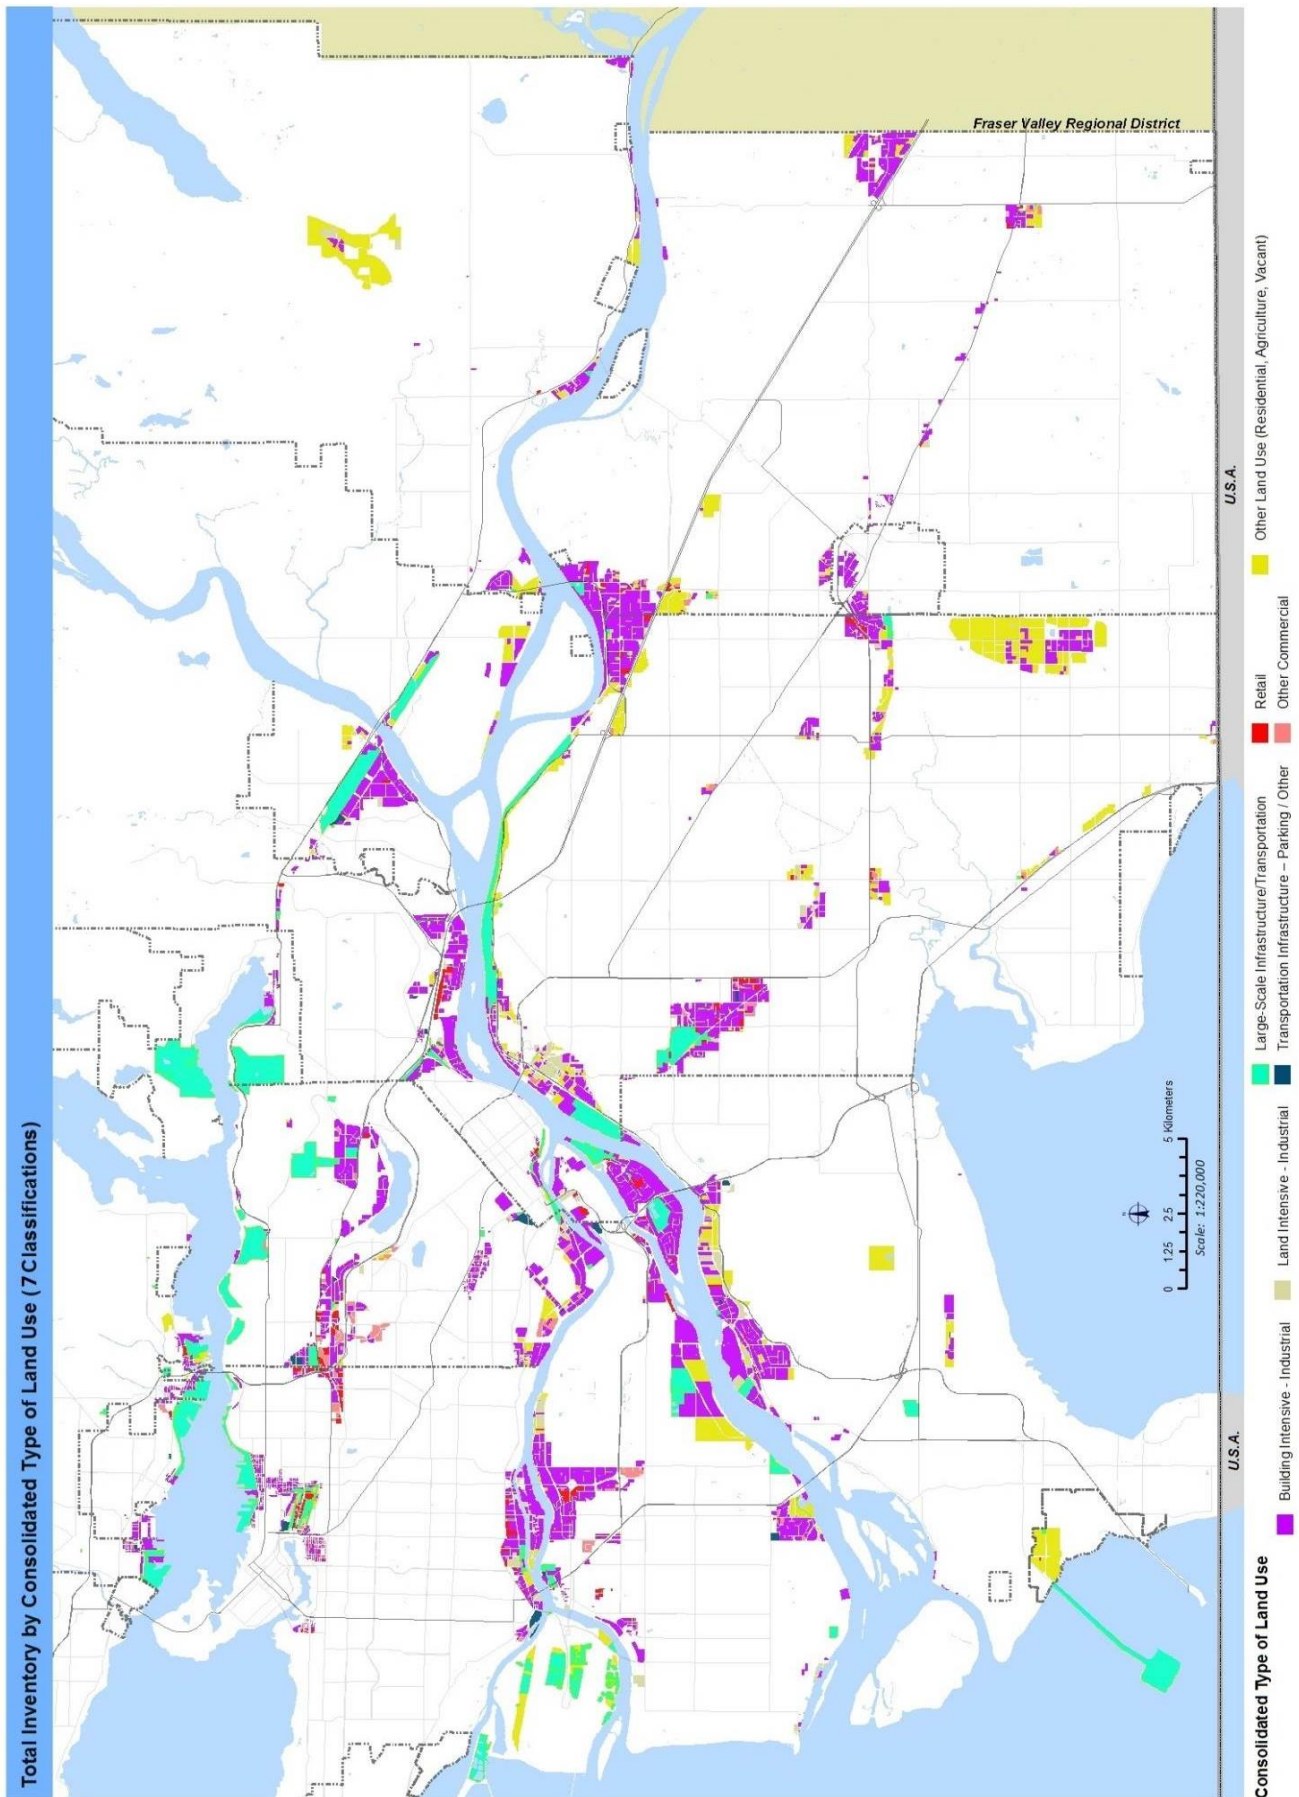 Total Inventory by Consolidated Type of Land Use (7 Classifications)
Fraser Valley Regional District
0 1.25 2.5 5 Kilometers
Scale: 1:220,000
U.S.A.
U.S.A.
Consolidated Type of Land Use
Building Intensive - Industrial
Land Intensive - Industrial
Large-Scale Infrastructure/Transportation
Transportation Infrastructure – Parking / Other
Retail
Other Commercial
Other Land Use (Residential, Agriculture, Vacant)